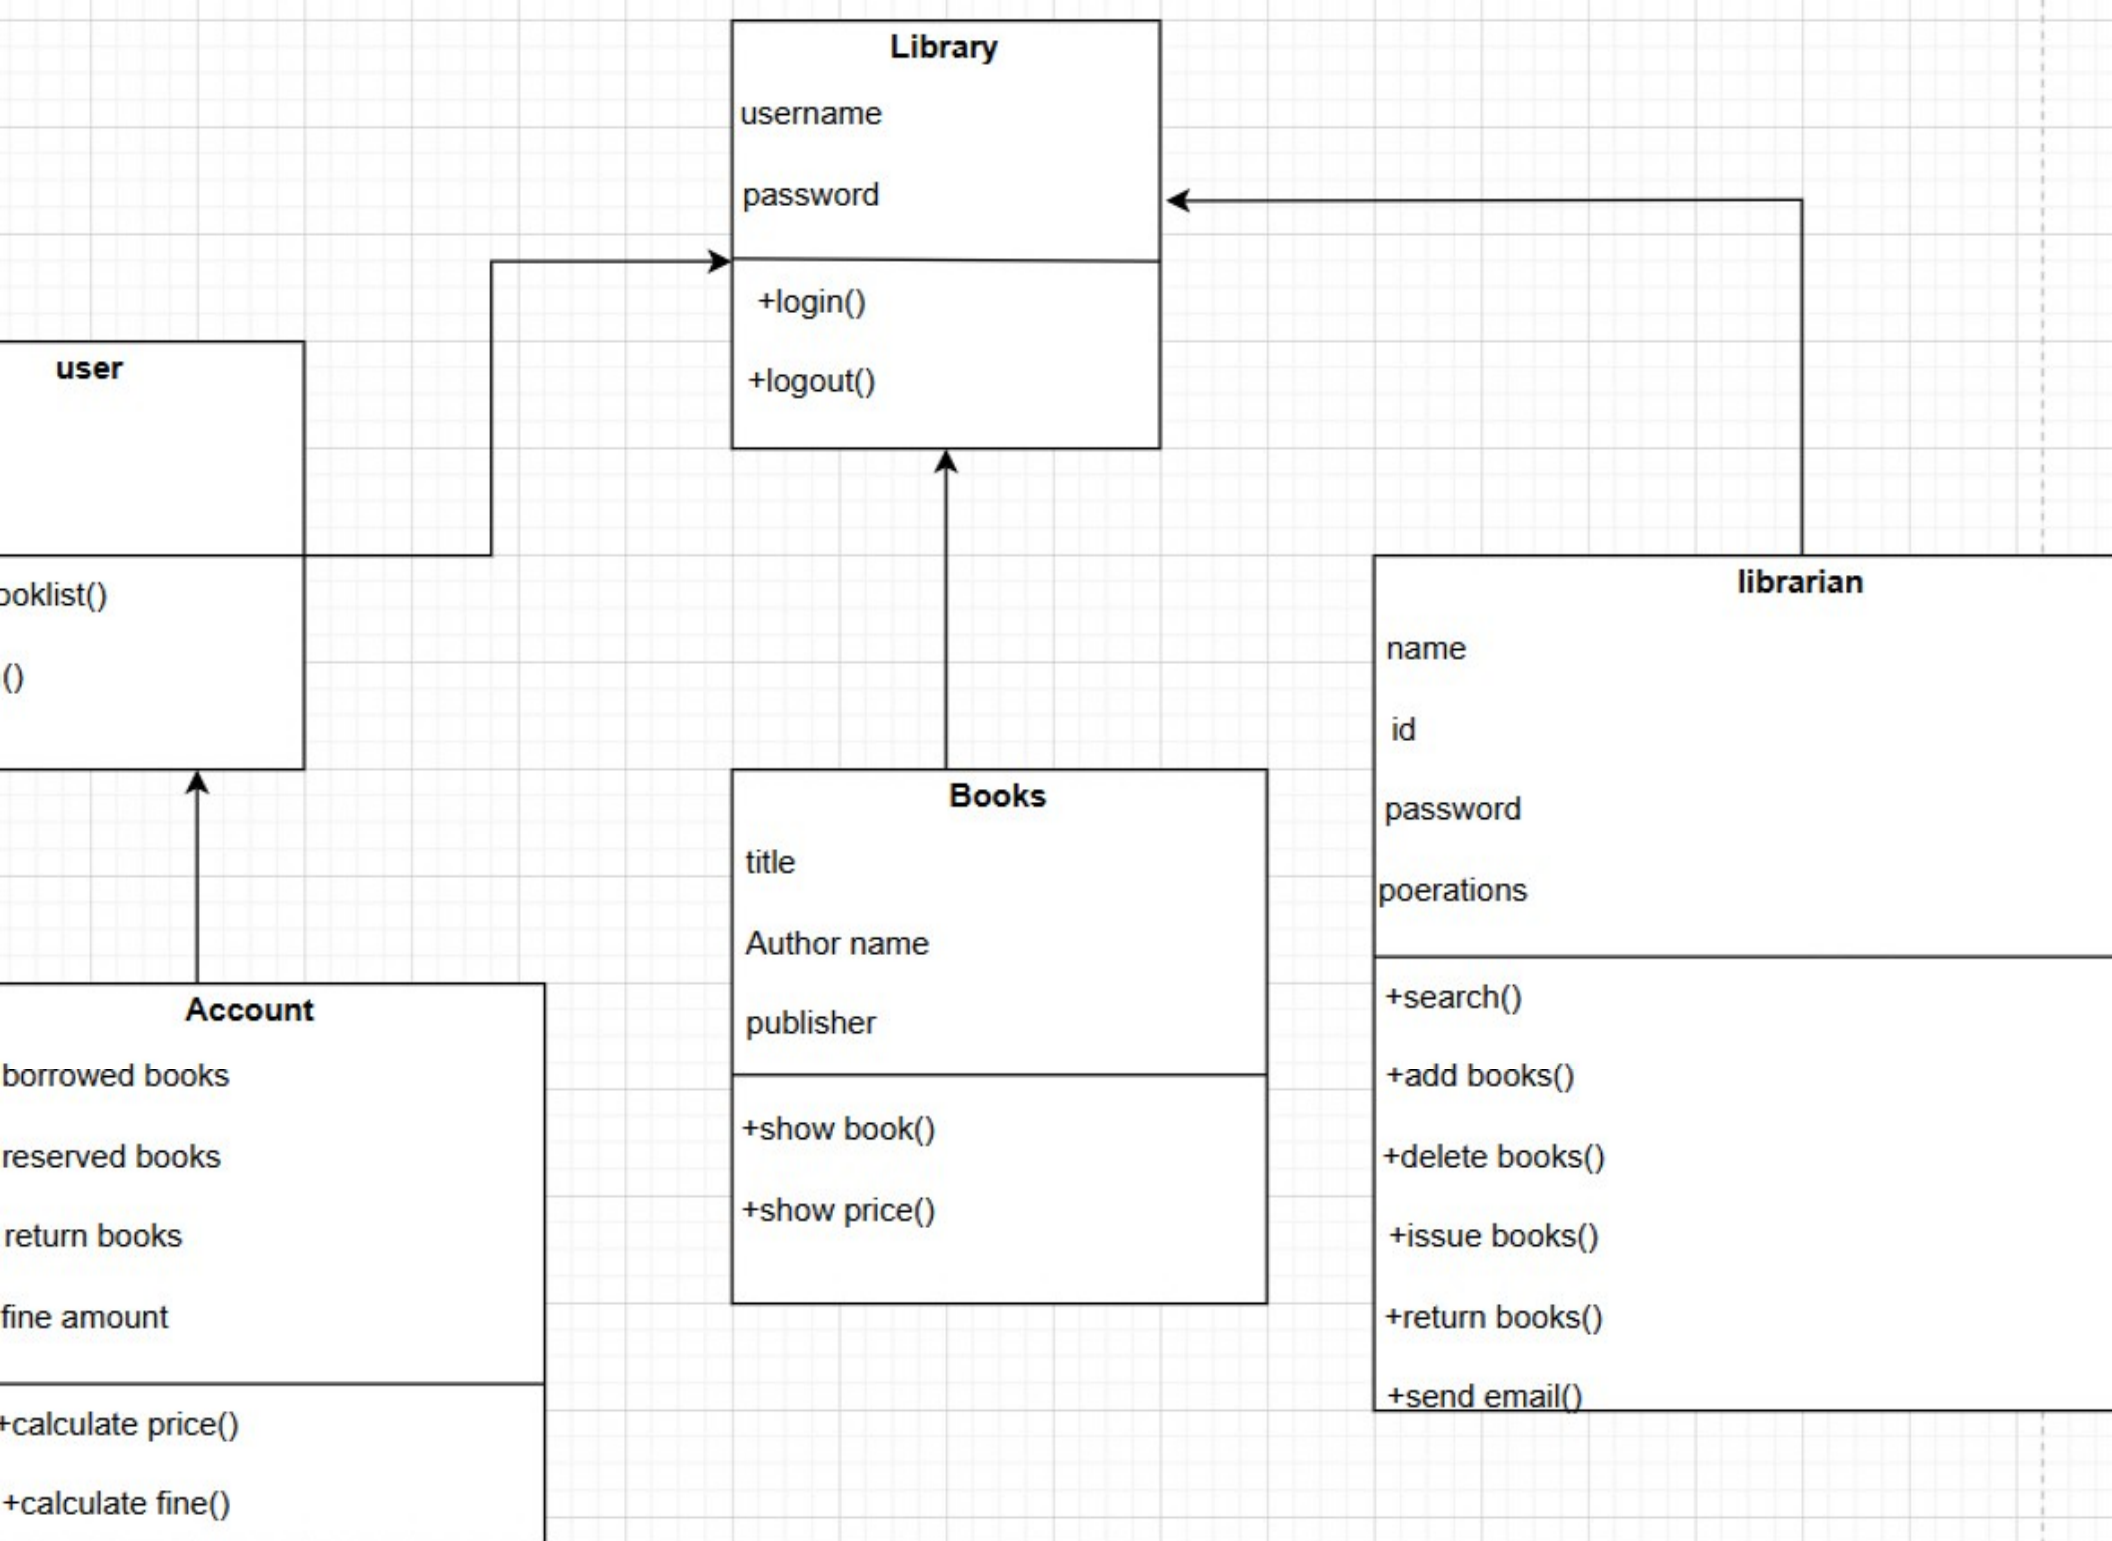 Library
username
password
+login()
+logout()
user
ooklist()
()
Account
borrowed books
reserved books
return books
fine amount
+calculate price()
+calculate fine()
Books
title
Author name
publisher
+show book()
+show price()
librarian
name
id
password
poerations
+search()
+add books()
+delete books()
+issue books()
+return books()
+send email()